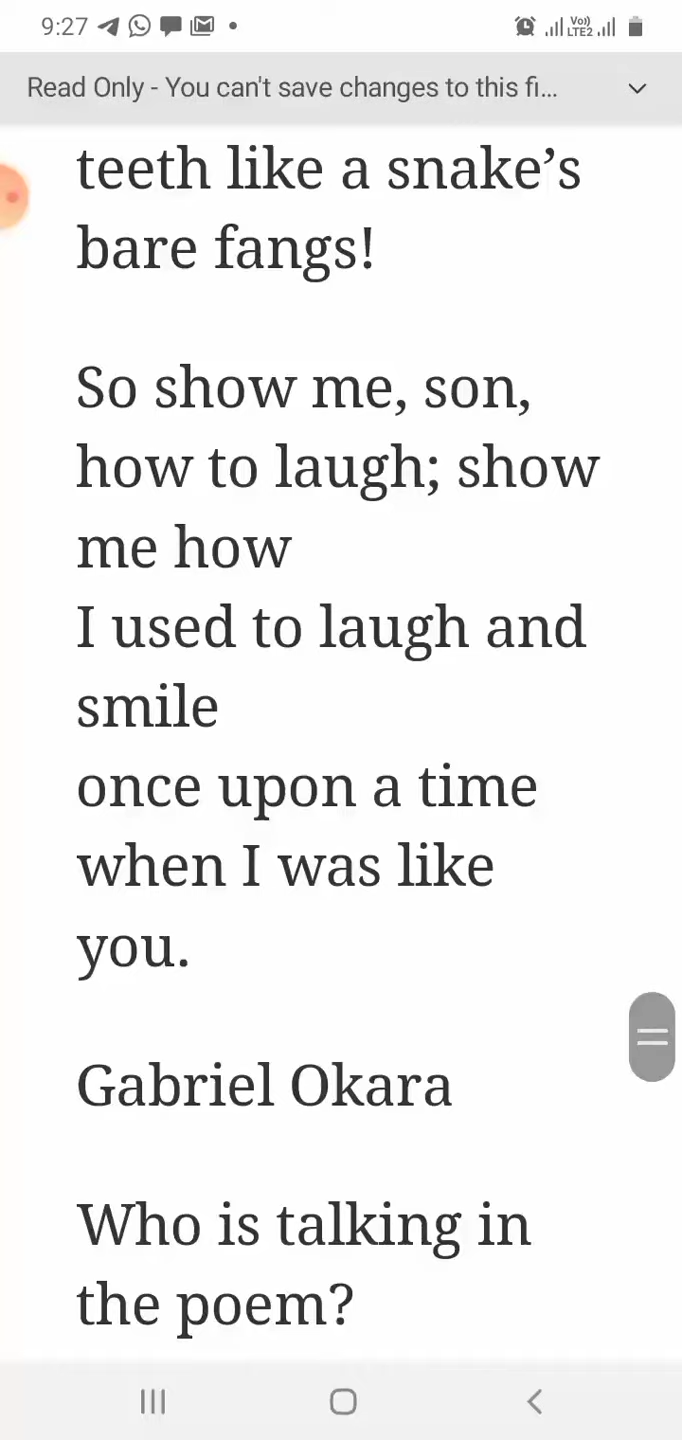 9:27
Vo))
LTE2
Read Only - You can't save changes to this fi...
teeth like a snake’s
bare fangs!
So show me, son,
how to laugh; show
me how
I used to laugh and
smile
once upon a time
when I was like
you.
Gabriel Okara
Who is talking in
the poem?